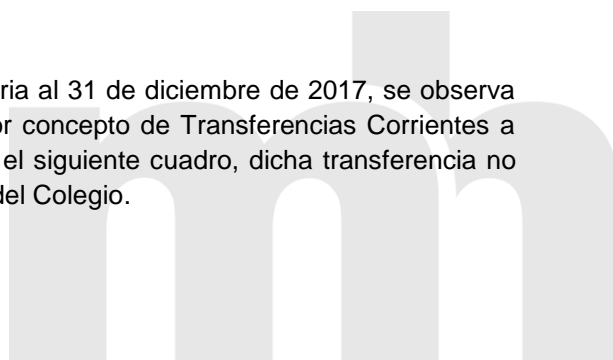 ria al 31 de diciembre de 2017, se observa
or concepto de Transferencias Corrientes a
el siguiente cuadro, dicha transferencia no
del Colegio.